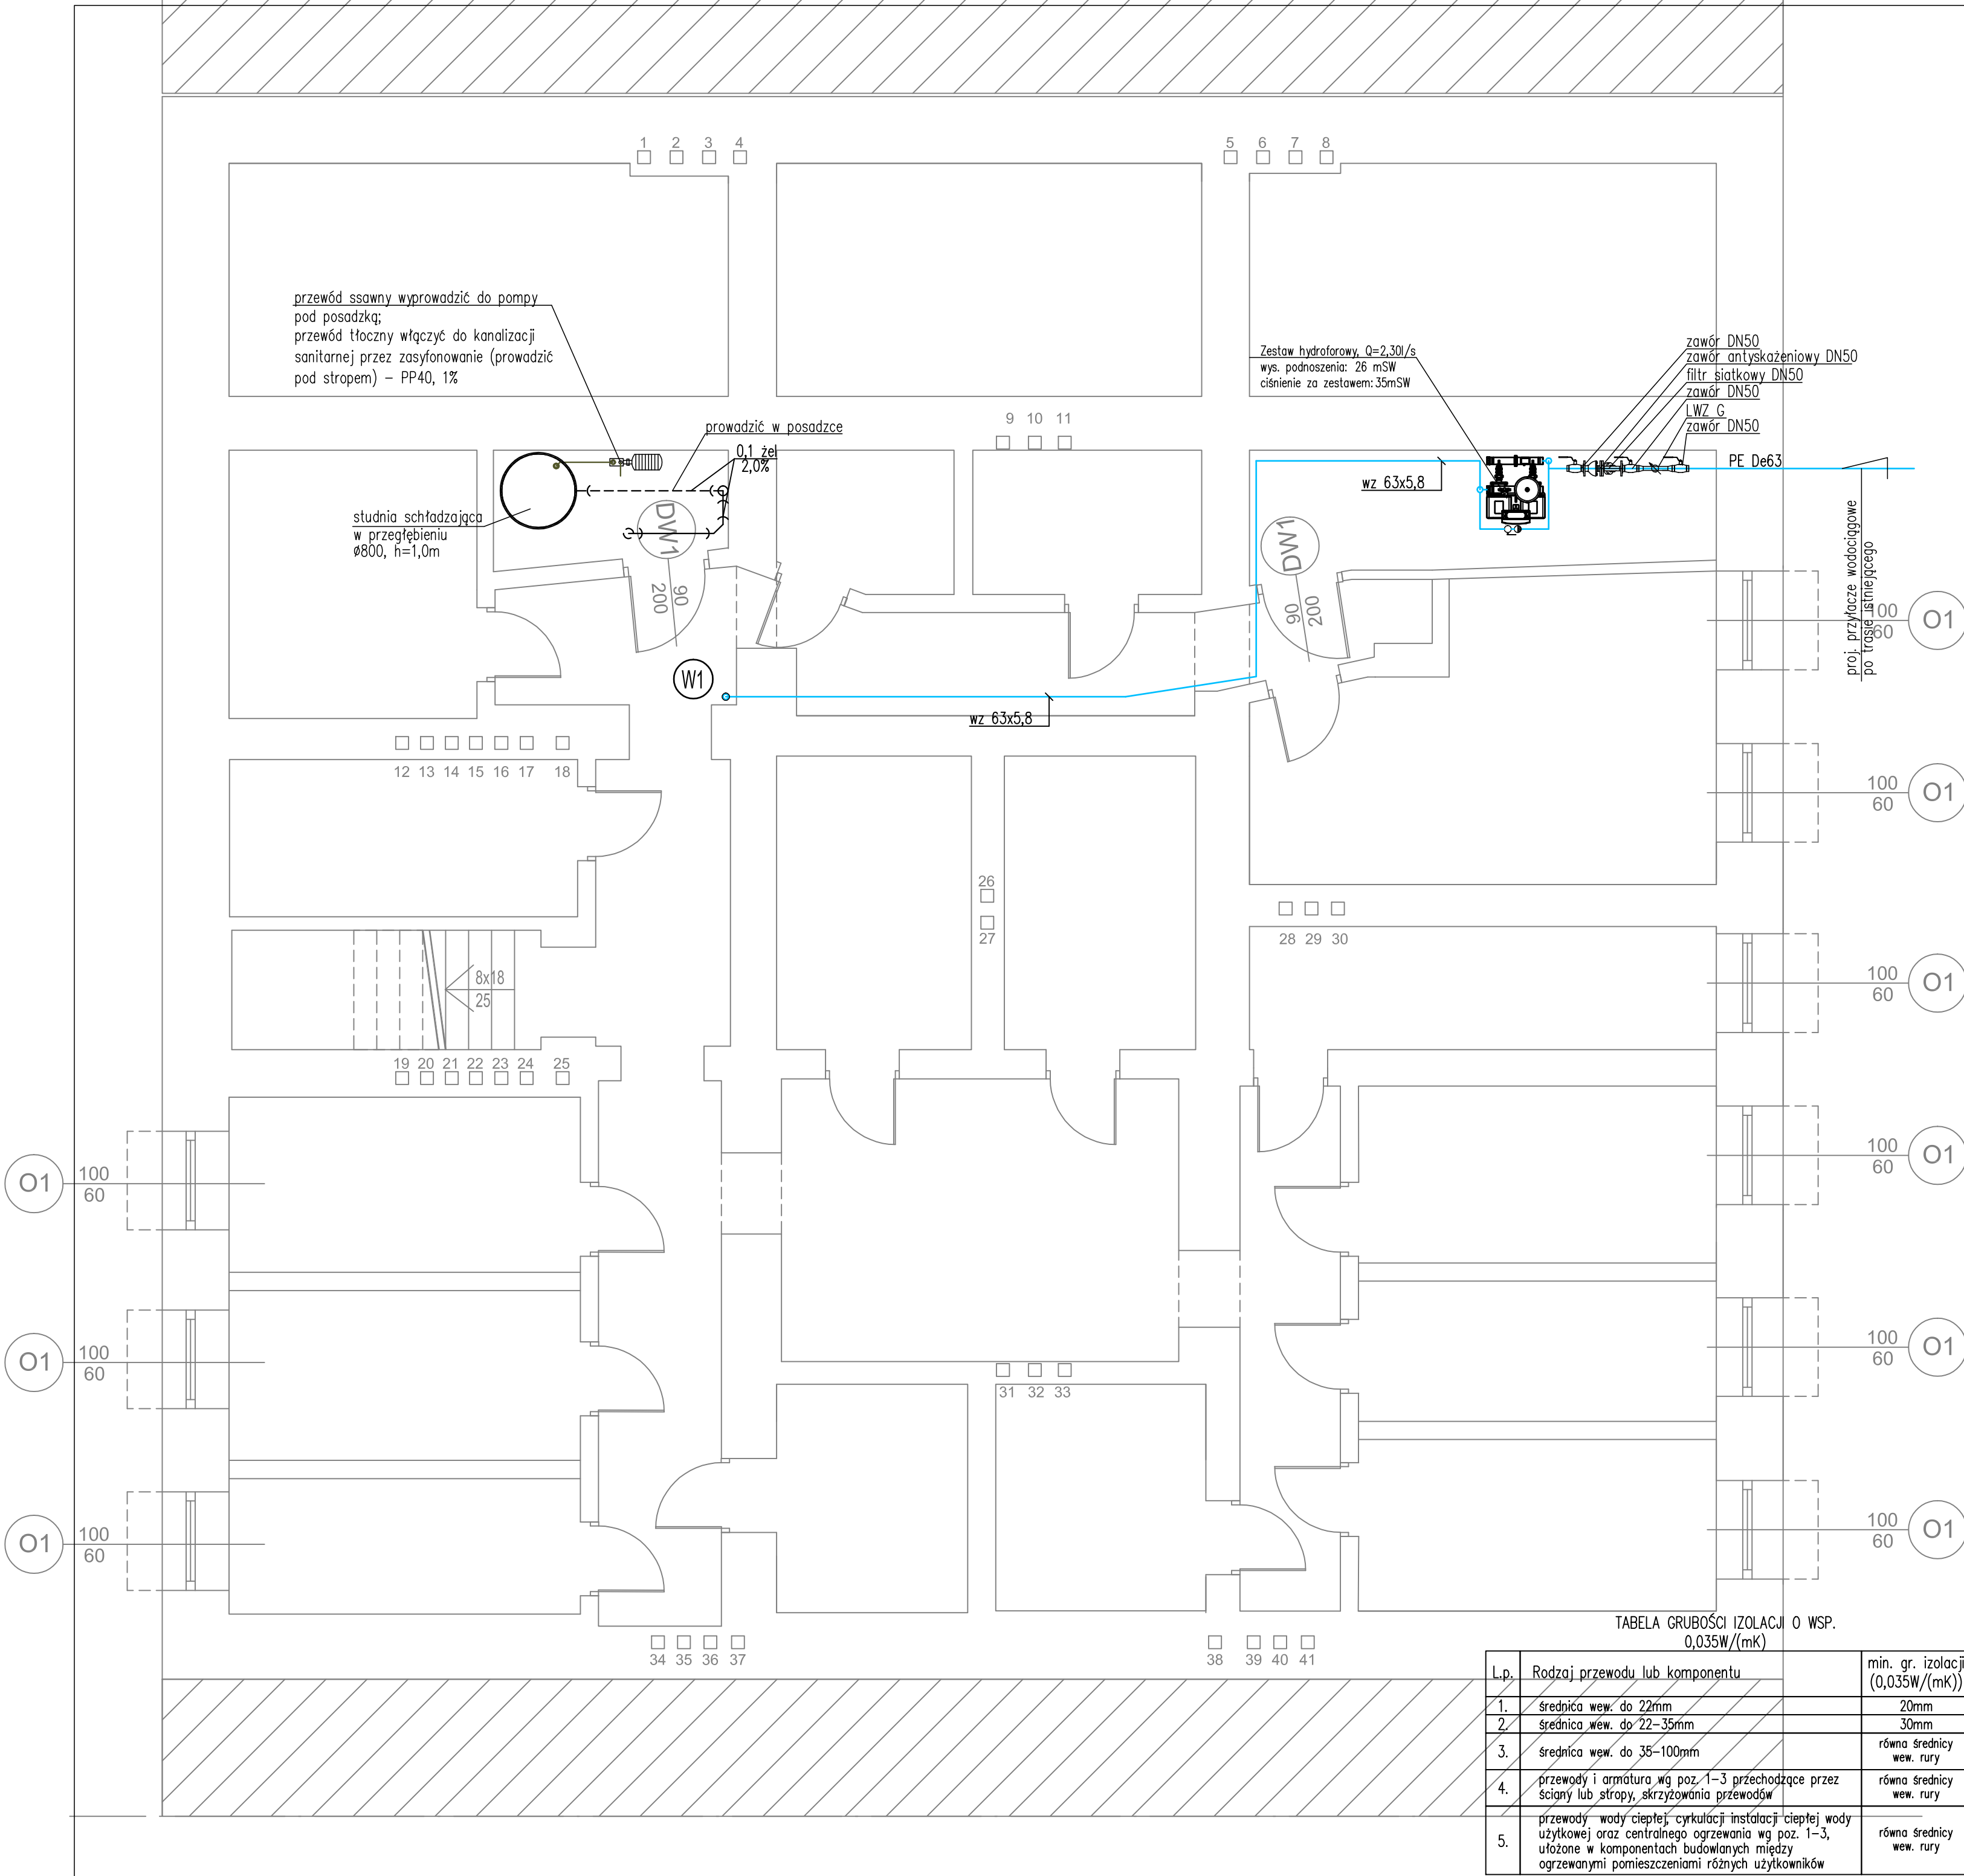 1 2 3 4
5 6 7 8
przewód ssawny wyprowadzić do pompy
pod posadzką;
przewód tłoczny włączyć do kanalizacji
sanitarnej przez zasyfonowanie (prowadzić
pod stropem) – PP40, 1%
Zestaw hydroforowy, Q=2,30l/s
wys. podnoszenia: 26 mSW
ciśnienie za zestawem: 35mSW
zawór DN50
zawór antyskażeniowy DN50
filtr siatkowy DN50
zawór DN50
LWZ G
zawór DN50
prowadzić w posadzce
0,1 żel
2,0%
9 10 11
PE De63
wz 63x5,8
studnia schładzająca
w przegłębieniu
ø800, h=1,0m
DW1
90
200
DW1
90
200
proj. przyłącze wodociągowe
po trasie istniejącego
100
60
O1
W1
wz 63x5,8
12 13 14 15 16 17 18
100
60
O1
26
27
28 29 30
8x18
25
100
60
O1
19 20 21 22 23 24 25
100
60
O1
O1
100
60
100
60
O1
O1
100
60
31 32 33
100
60
O1
O1
100
60
34 35 36 37
38 39 40 41
TABELA GRUBOŚCI IZOLACJI O WSP.
0,035W/(mK)
L.p. Rodzaj przewodu lub komponentu min. gr. izolacji
(0,035W/(mK))
1. średnica wew. do 22mm 20mm
2. średnica wew. do 22–35mm 30mm
3. średnica wew. do 35–100mm równa średnicy
wew. rury
4. przewody i armatura wg poz. 1–3 przechodzące przez
ściany lub stropy, skrzyżowania przewodów
równa średnicy
wew. rury
5. przewody wody ciepłej, cyrkulacji instalacji ciepłej wody
użytkowej oraz centralnego ogrzewania wg poz. 1–3,
ułożone w komponentach budowlanych między
ogrzewanymi pomieszczeniami różnych użytkowników
równa średnicy
wew. rury